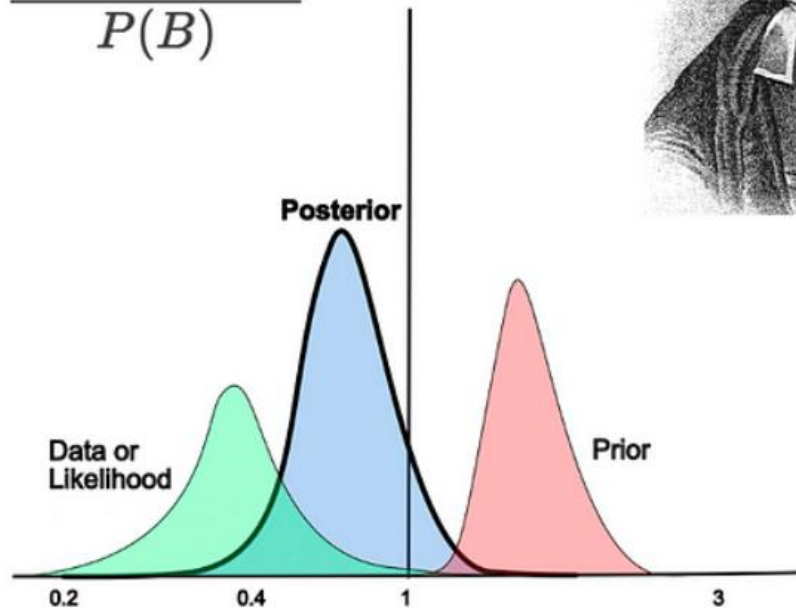 P(B)
Posterior
Data or
Likelihood
Prior
0.2 0.4 1 3